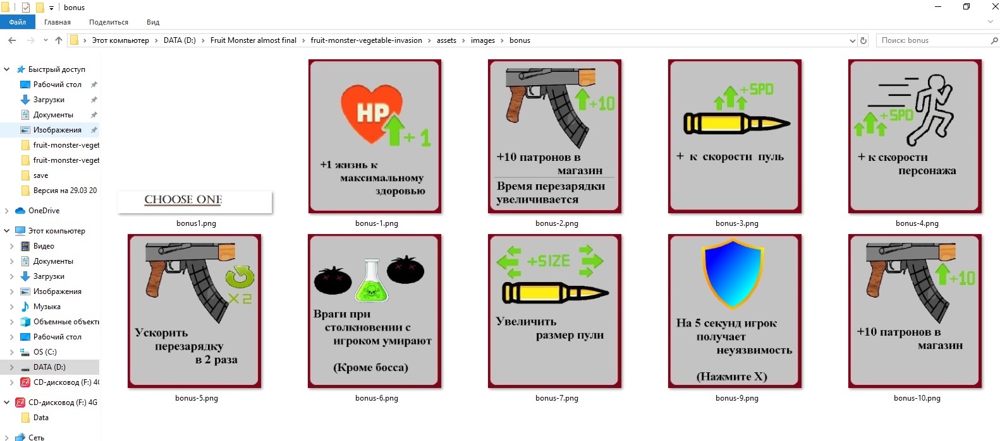 bonus
Файл
Главная
Поделиться
Вид
Этот компьютер
DATA (D:)
Fruit Monster almost final
fruit-monster-vegetable-invasion
assets
images
bonus
Поиск: bonus
Быстрый доступ
Рабочий стол
Загрузки
Документы
Изображения
fruit-monster-veget
fruit-monster-veget
save
Версия на 29.03 20
OneDrive
Этот компьютер
Видео
Документы
Загрузки
Изображения
Музыка
Объемные объекты
Рабочий стол
OS (C:)
DATA (D:)
CD-дисковод (F:) 4G
CD-дисковод (F:) 4G
Data
Сеть
CHOOSE ONE
bonus1.png
HP
+ 1
+1 жизнь к
максимальному
здоровью
bonus-1.png
+10
+10 патронов в
магазин
Время перезарядки
увеличивается
bonus-2.png
+SPD
+ к скорости пуль
bonus-3.png
+SPD
+ к скорости
персонажа
bonus-4.png
X2
Ускорить
перезарядку
в 2 раза
bonus-5.png
Враги при
столкновении с
игроком умирают
(Кроме босса)
bonus-6.png
+SIZE
Увеличить
размер пули
bonus-7.png
На 5 секунд игрок
получает
неуязвимость
(Нажмите X)
bonus-9.png
+10
+10 патронов в
магазин
bonus-10.png